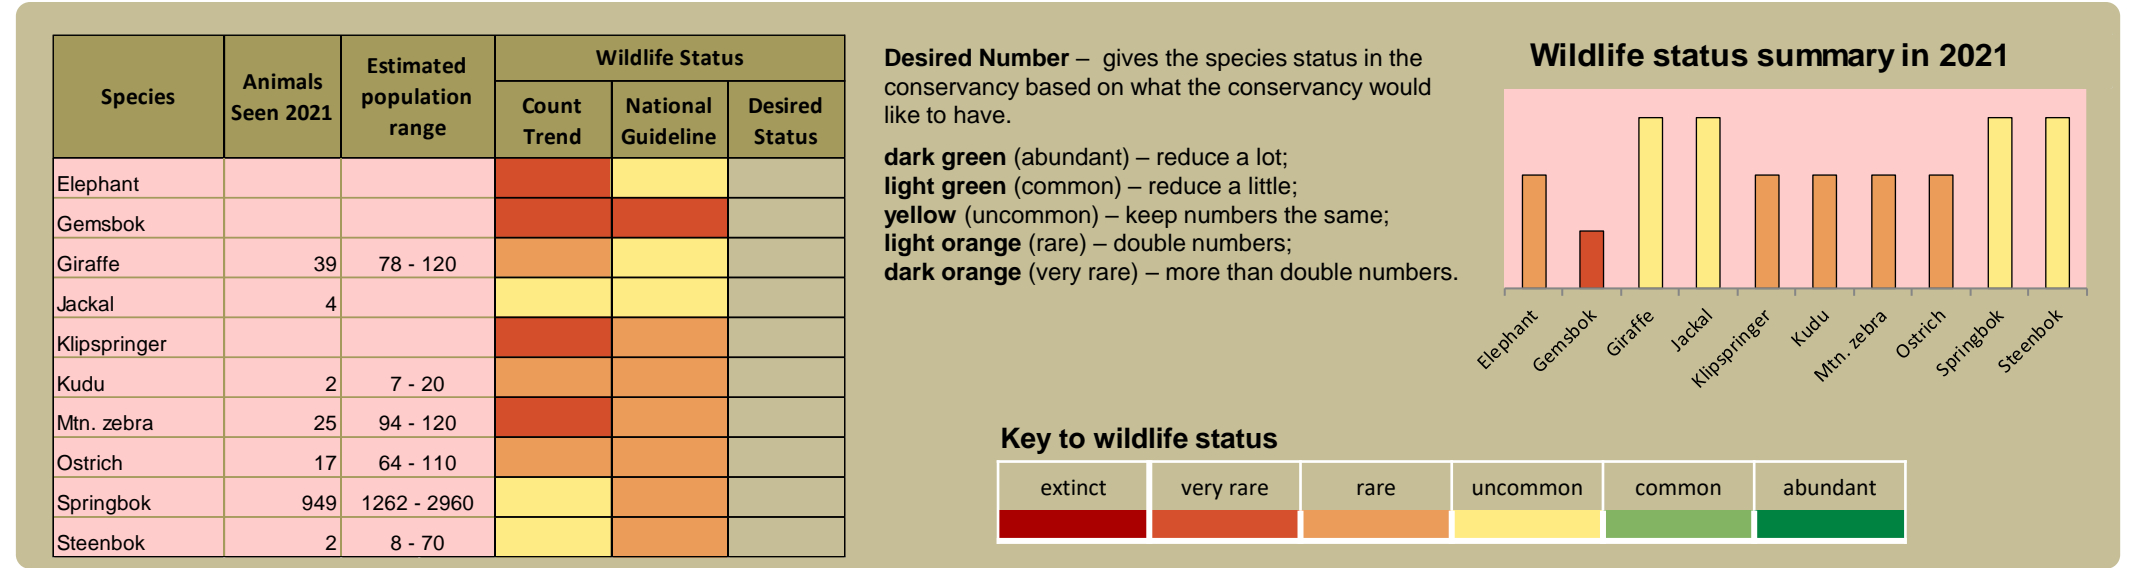 Species
Animals
Seen 2021
Estimated
population
range
Wildlife Status
Count
Trend
National
Guideline
Desired
Status
Elephant
Gemsbok
Giraffe 39 78 - 120
Jackal 4
Klipspringer
Kudu 2 7 - 20
Mtn. zebra 25 94 - 120
Ostrich 17 64 - 110
Springbok 949 1262 - 2960
Steenbok 2 8 - 70
Desired Number – gives the species status in the
conservancy based on what the conservancy would
like to have.
dark green (abundant) – reduce a lot;
light green (common) – reduce a little;
yellow (uncommon) – keep numbers the same;
light orange (rare) – double numbers;
dark orange (very rare) – more than double numbers.
Wildlife status summary in 2021
Elephant
Gemsbok
Giraffe
Jackal
Klipspringer
Kudu
Mtn. zebra
Ostrich
Springbok
Steenbok
Key to wildlife status
extinct very rare rare uncommon common abundant